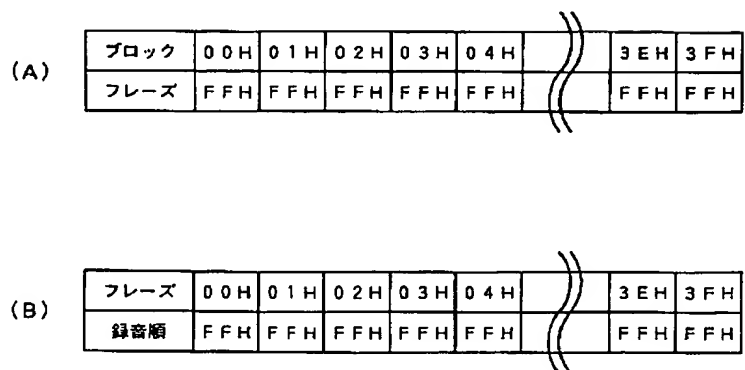 (A)
ブロック 00H 01H 02H 03H 04H 3EH 3FH
フレーズ FFH FFH FFH FFH FFH FFH FFH
(B)
フレーズ 00H 01H 02H 03H 04H 3EH 3FH
録音順 FFH FFH FFH FFH FFH FFH FFH